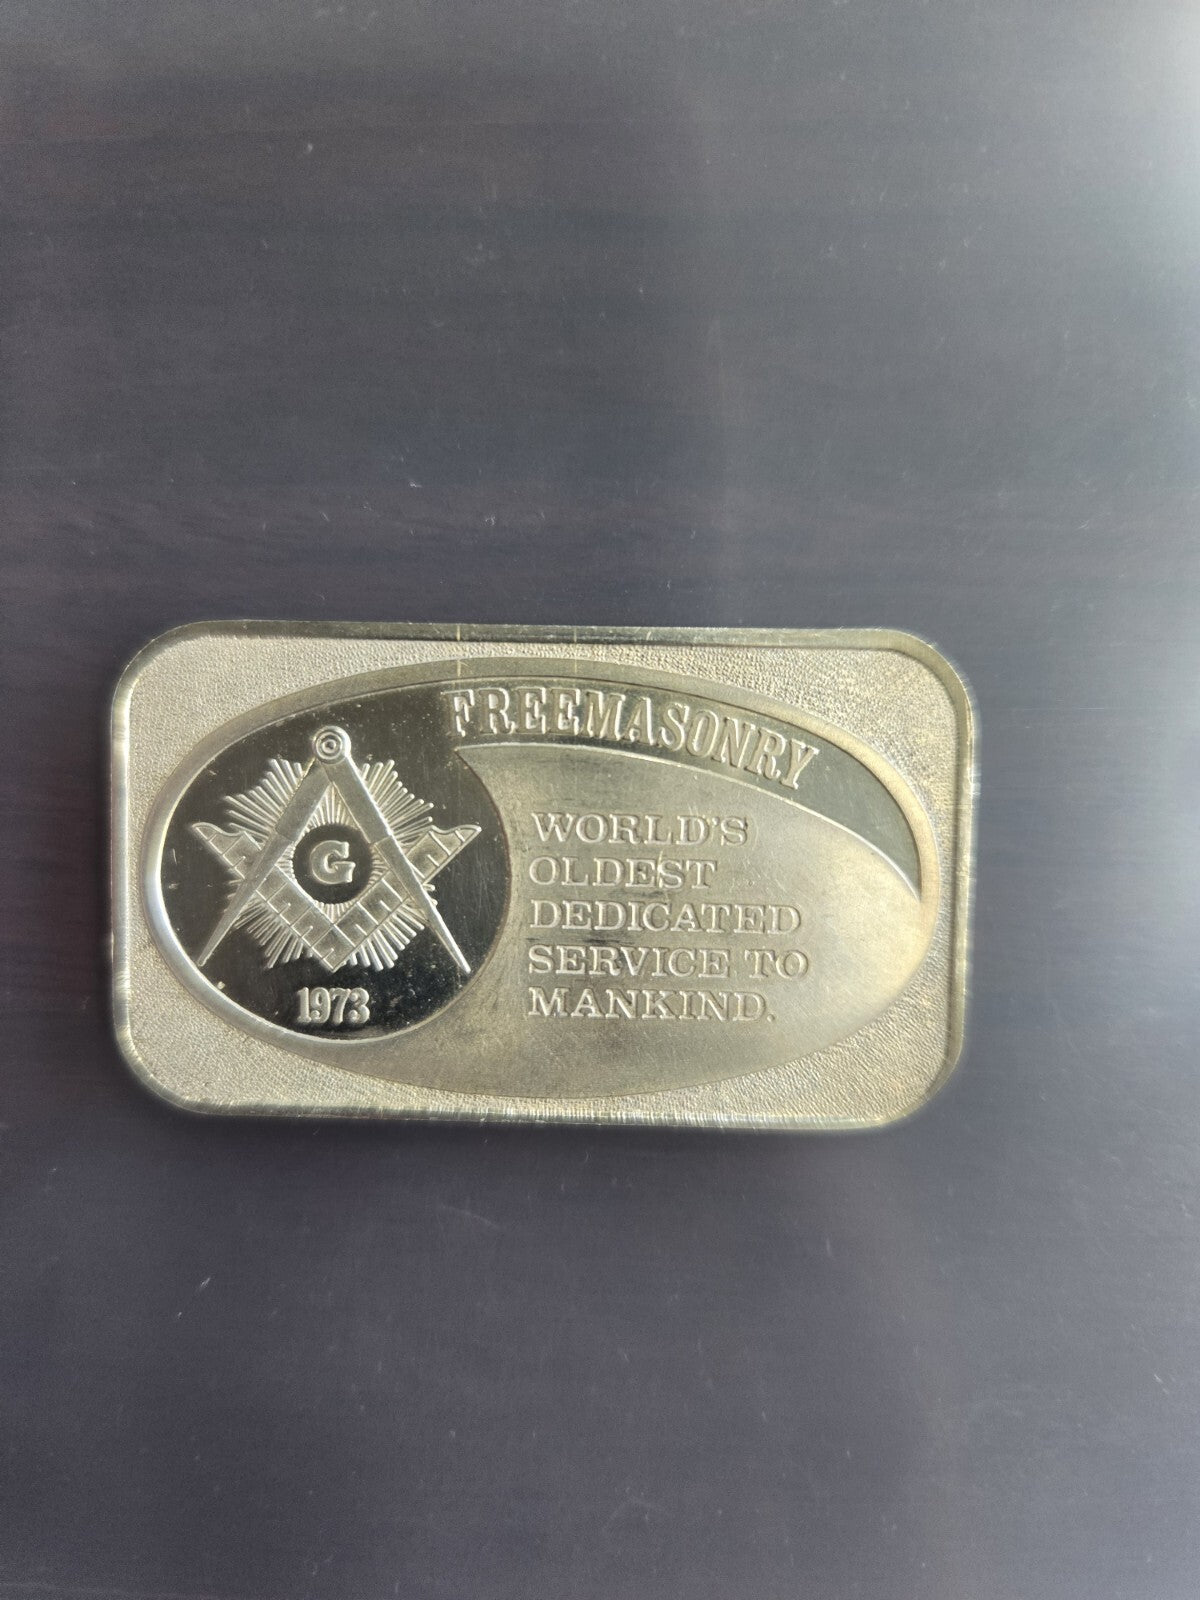 FREEMASONRY
G
1973
WORLD'S
OLDEST
DEDICATED
SERVICE TO
MANKIND.